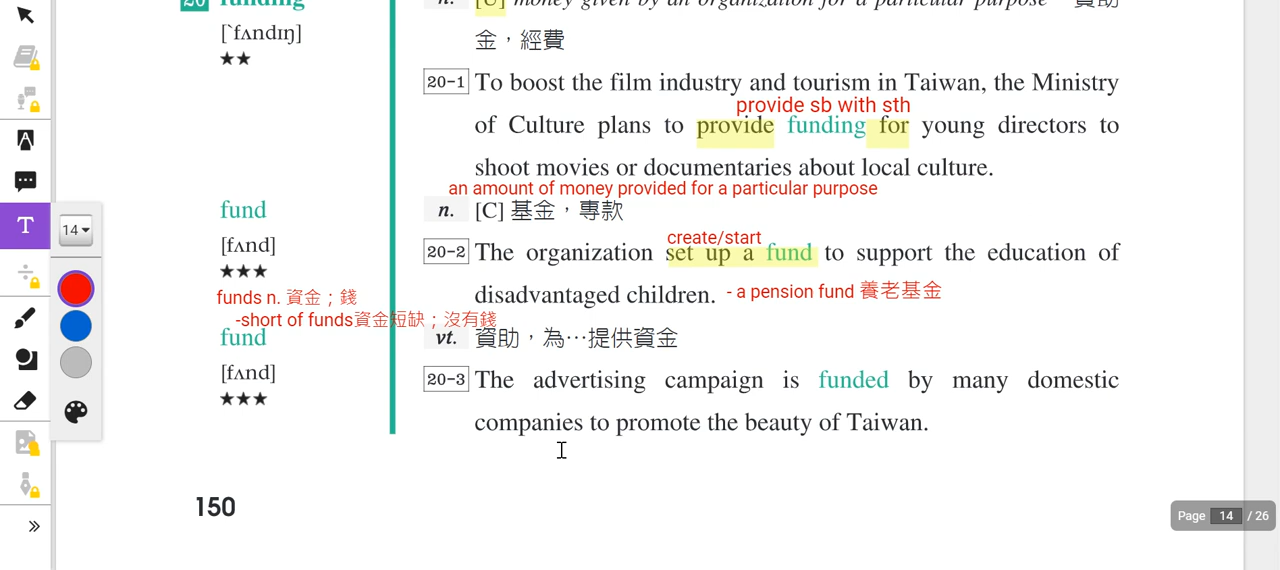 20 funding n. [U] money given by an organization for a particular purpose 資助
[ˋfʌndɪŋ] 金，經費
★★
20-1 To boost the film industry and tourism in Taiwan, the Ministry
provide sb with sth
of Culture plans to provide funding for young directors to
shoot movies or documentaries about local culture.
an amount of money provided for a particular purpose
fund n. [C] 基金，專款
create/start
[fʌnd] 20-2 The organization set up a fund to support the education of
★★★
funds n. 資金；錢 disadvantaged children. - a pension fund 養老基金
-short of funds資金短缺；沒有錢
fund vt. 資助，為…提供資金
[fʌnd] 20-3 The advertising campaign is funded by many domestic
★★★
companies to promote the beauty of Taiwan.
150
T
14
Page 14 / 26